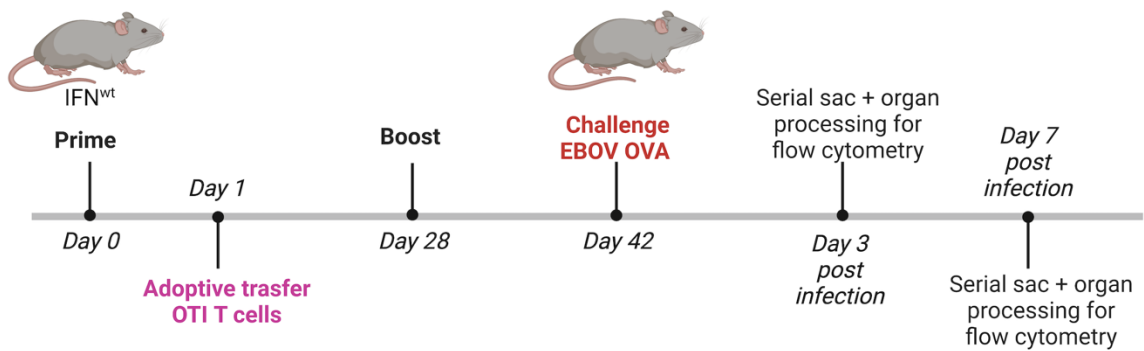 IFNwt
Prime
Day 0
Day 1
Adoptive trasfer
OTI T cells
Boost
Day 28
Challenge
EBOV OVA
Day 42
Serial sac + organ
processing for
flow cytometry
Day 3
post
infection
Day 7
post
infection
Serial sac + organ
processing for
flow cytometry